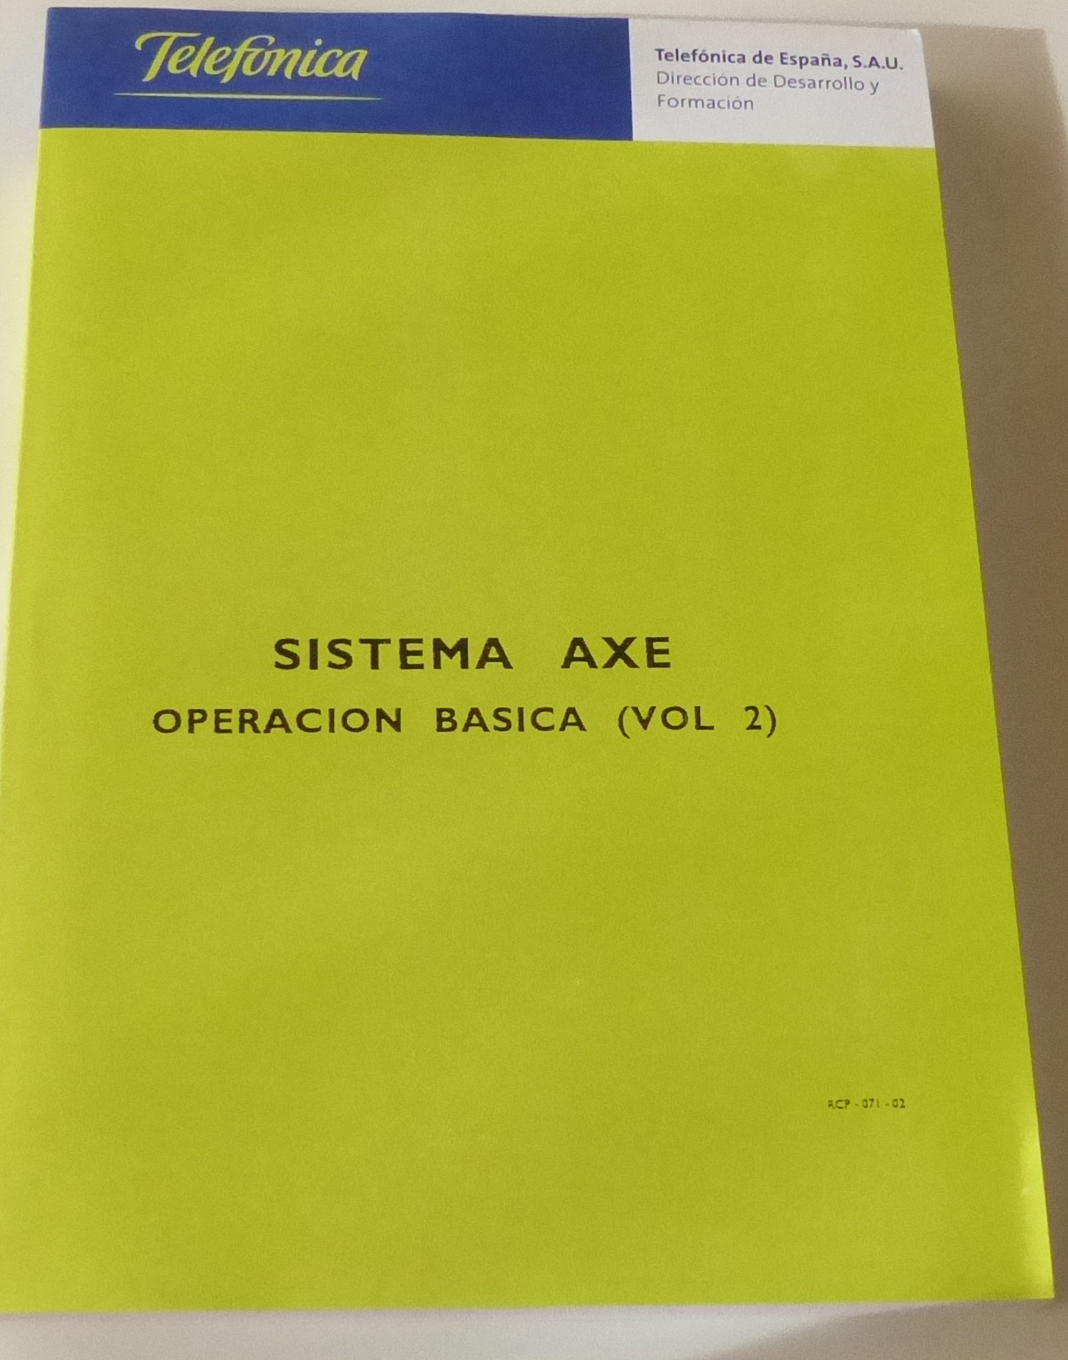 Telefónica
Telefónica de España, S.A.U.
Dirección de Desarrollo y
Formación
SISTEMA AXE
OPERACION BASICA (VOL 2)
RCP - 071 - 02